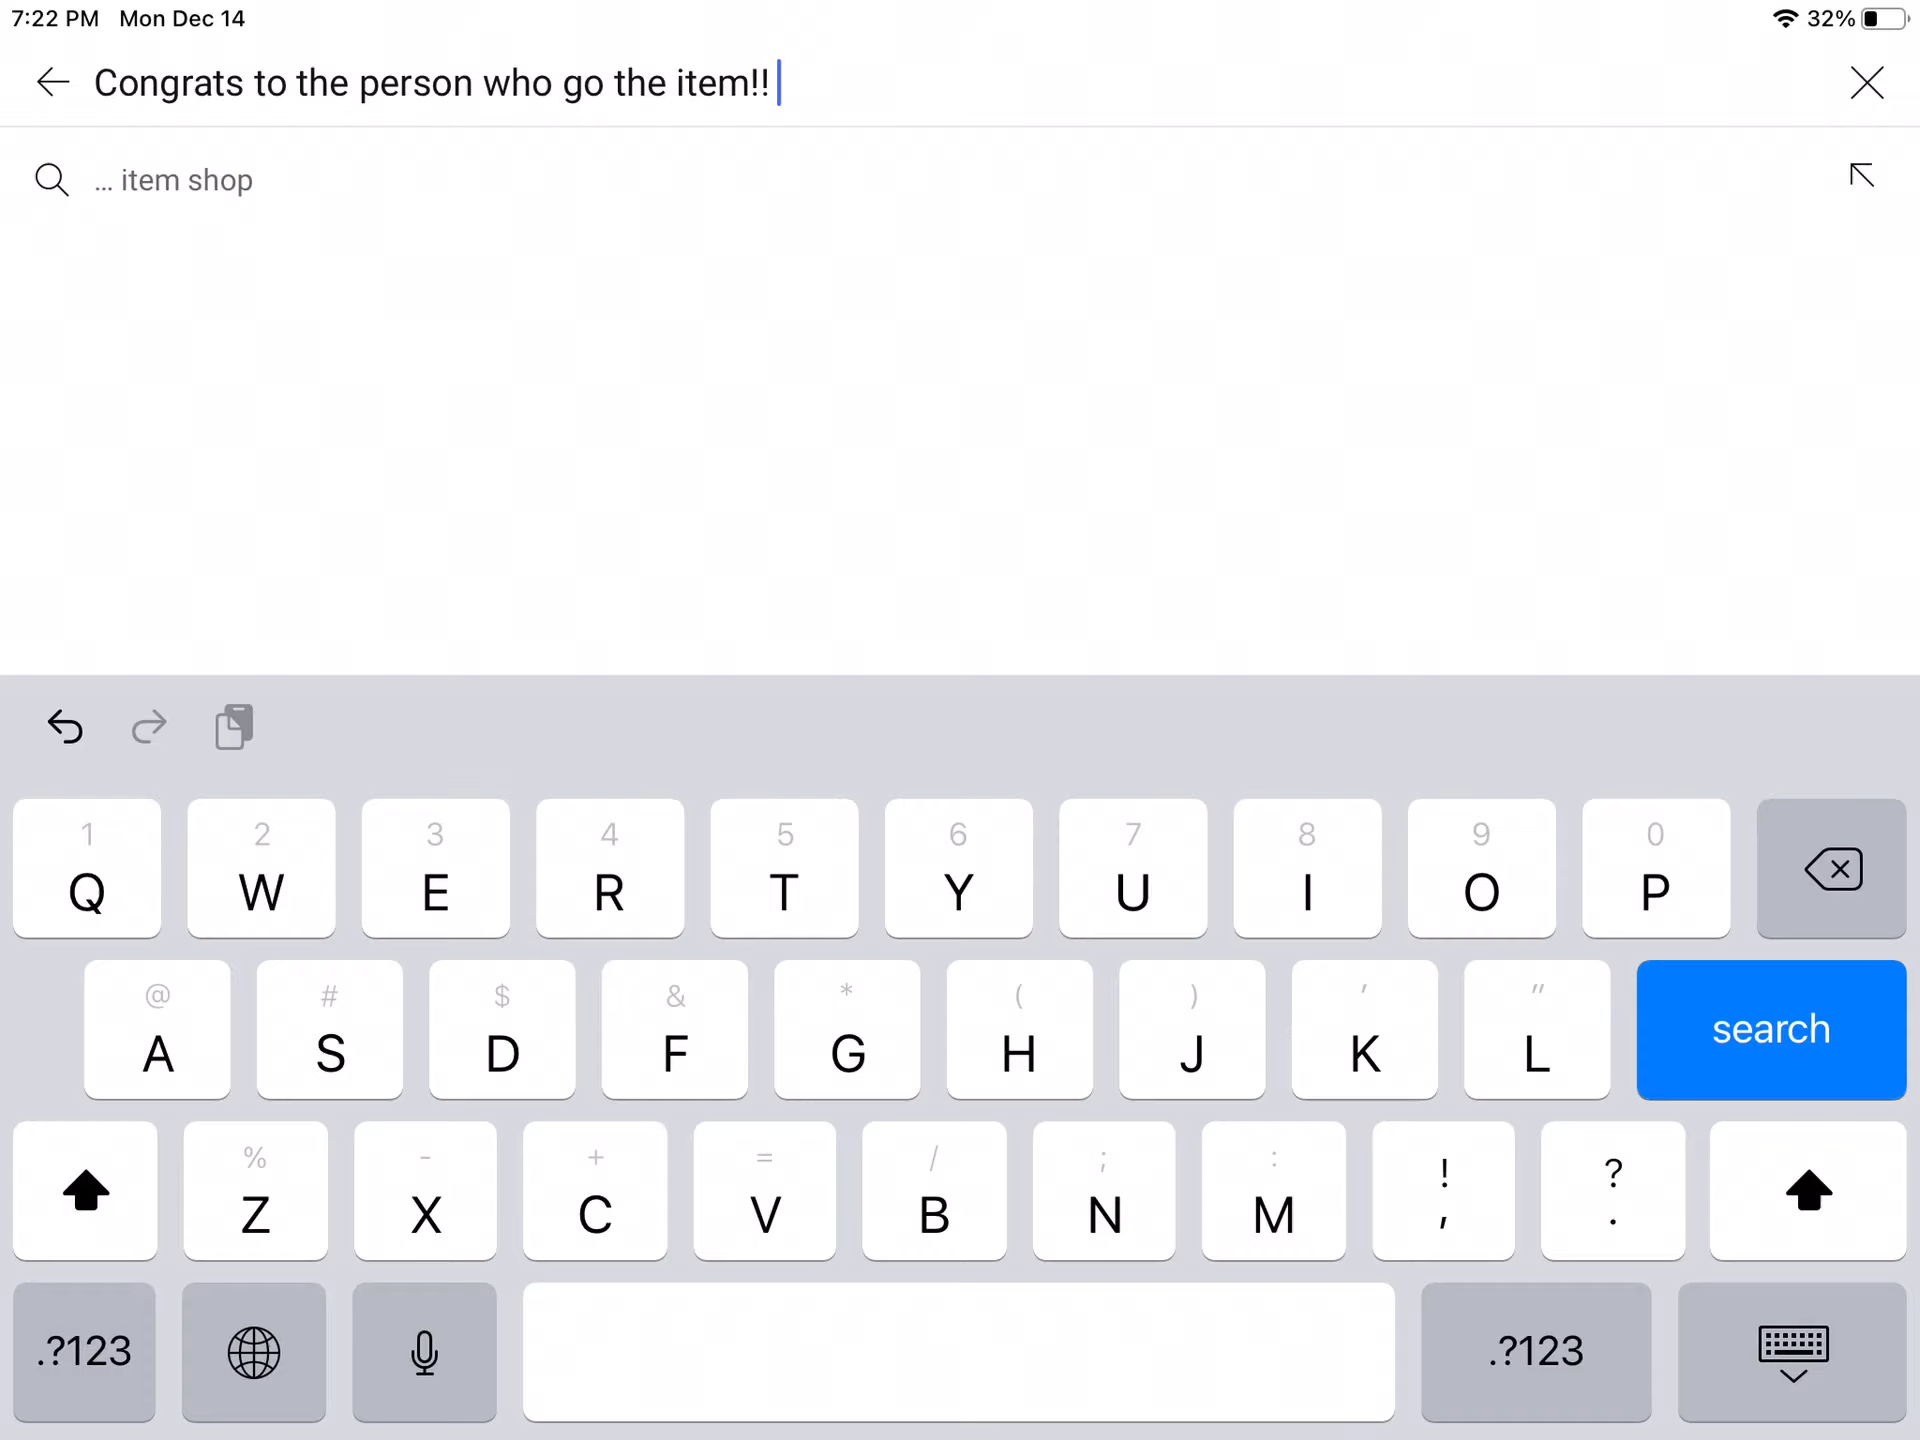 7:22 PM Mon Dec 14 32%
Congrats to the person who go the item!!
... item shop
1 2 3 4 5 6 7 8 9 0
Q W E R T Y U I O P
@ # $ & * ( ) ' "
A S D F G H J K L search
% - + = / ; : ! ?
Z X C V B N M , .
.?123 .?123